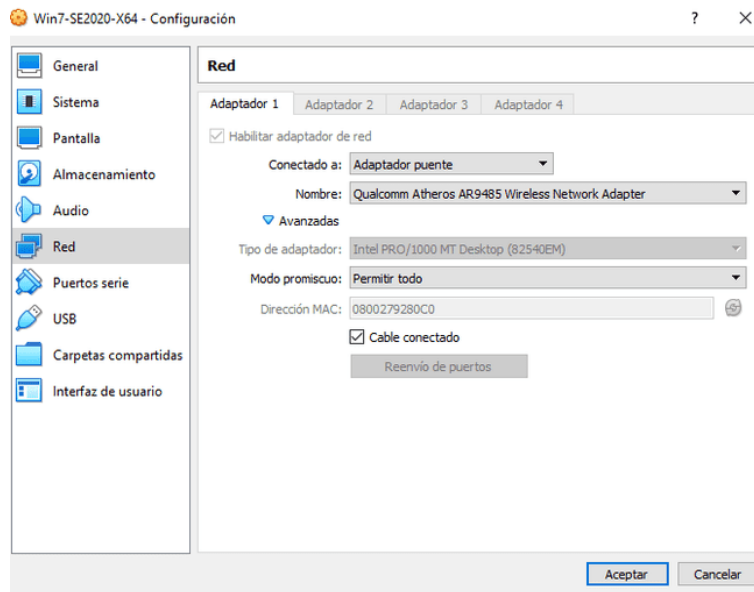 Win7-SE2020-X64 - Configuración
?
General
Sistema
Pantalla
Almacenamiento
Audio
Red
Puertos serie
USB
Carpetas compartidas
Interfaz de usuario
Red
Adaptador 1 Adaptador 2 Adaptador 3 Adaptador 4
Habilitar adaptador de red
Conectado a: Adaptador puente
Nombre: Qualcomm Atheros AR9485 Wireless Network Adapter
Avanzadas
Tipo de adaptador: Intel PRO/1000 MT Desktop (82540EM)
Modo promiscuo: Permitir todo
Dirección MAC: 0800279280C0
Cable conectado
Reenvío de puertos
Aceptar Cancelar